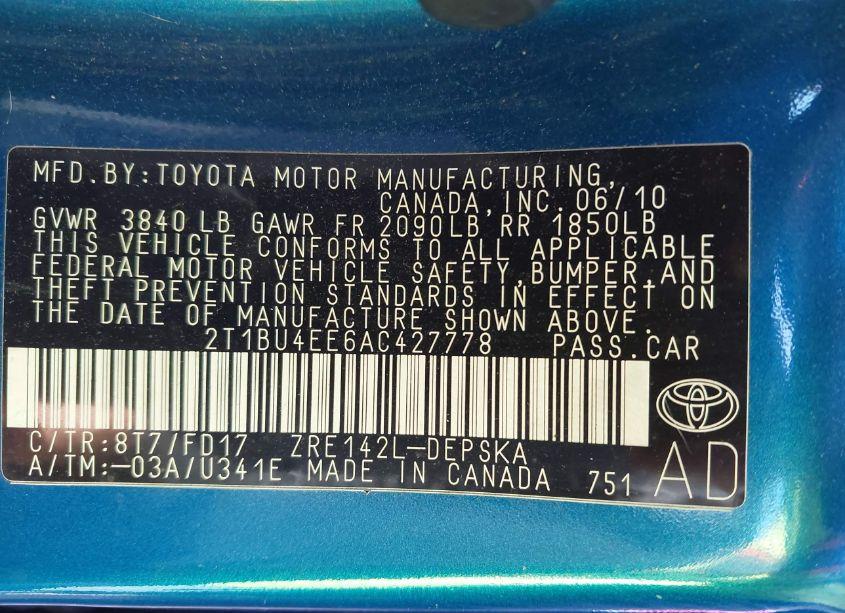 MFD.BY:TOYOTA MOTOR MANUFACTURING,
CANADA,INC. 06/10
GVWR 3840 LB GAWR FR 2090LB RR 1850LB
THIS VEHICLE CONFORMS TO ALL APPLICABLE
FEDERAL MOTOR VEHICLE SAFETY,BUMPER,AND
THEFT PREVENTION STANDARDS IN EFFECT ON
THE DATE OF MANUFACTURE SHOWN ABOVE.
2T1BU4EE6AC427778 PASS.CAR
C/TR:8T7/FD17 ZRE142L-DEPSKA
A/TM:-03A/U341E MADE IN CANADA 751 AD